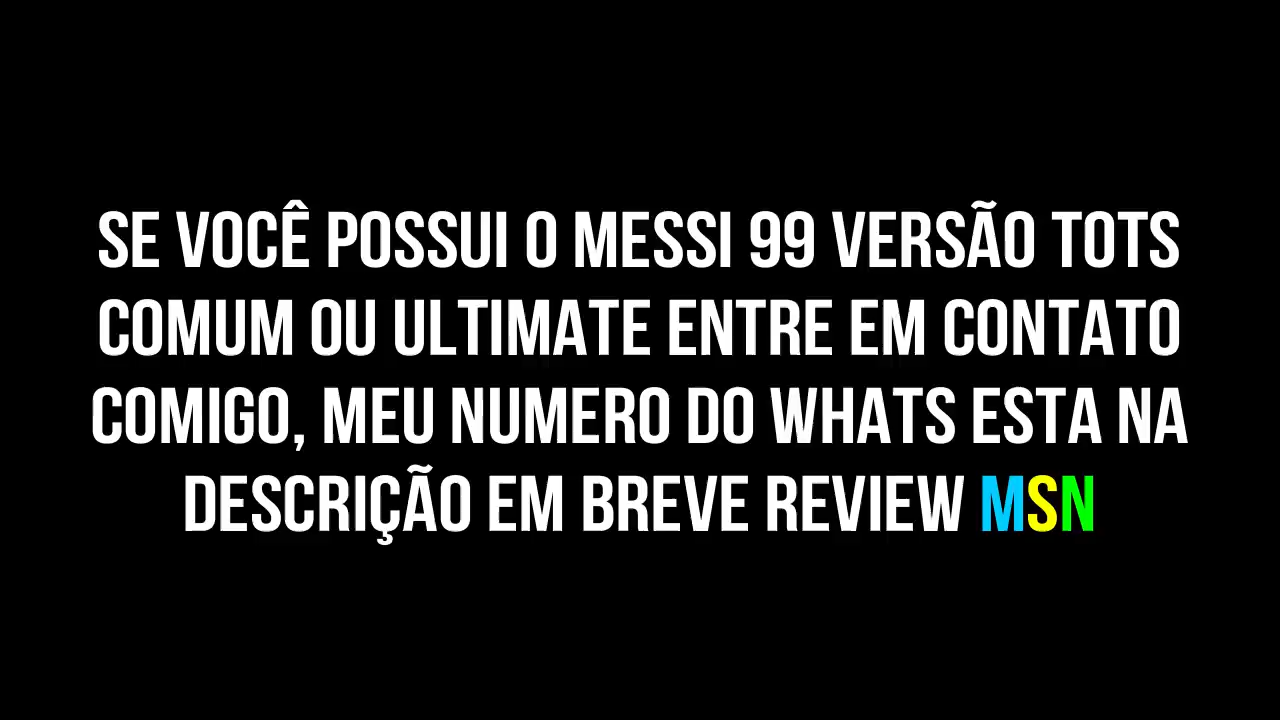 SE VOCÊ POSSUI O MESSI 99 VERSÃO TOTS
COMUM OU ULTIMATE ENTRE EM CONTATO
COMIGO, MEU NUMERO DO WHATS ESTA NA
DESCRIÇÃO EM BREVE REVIEW MSN